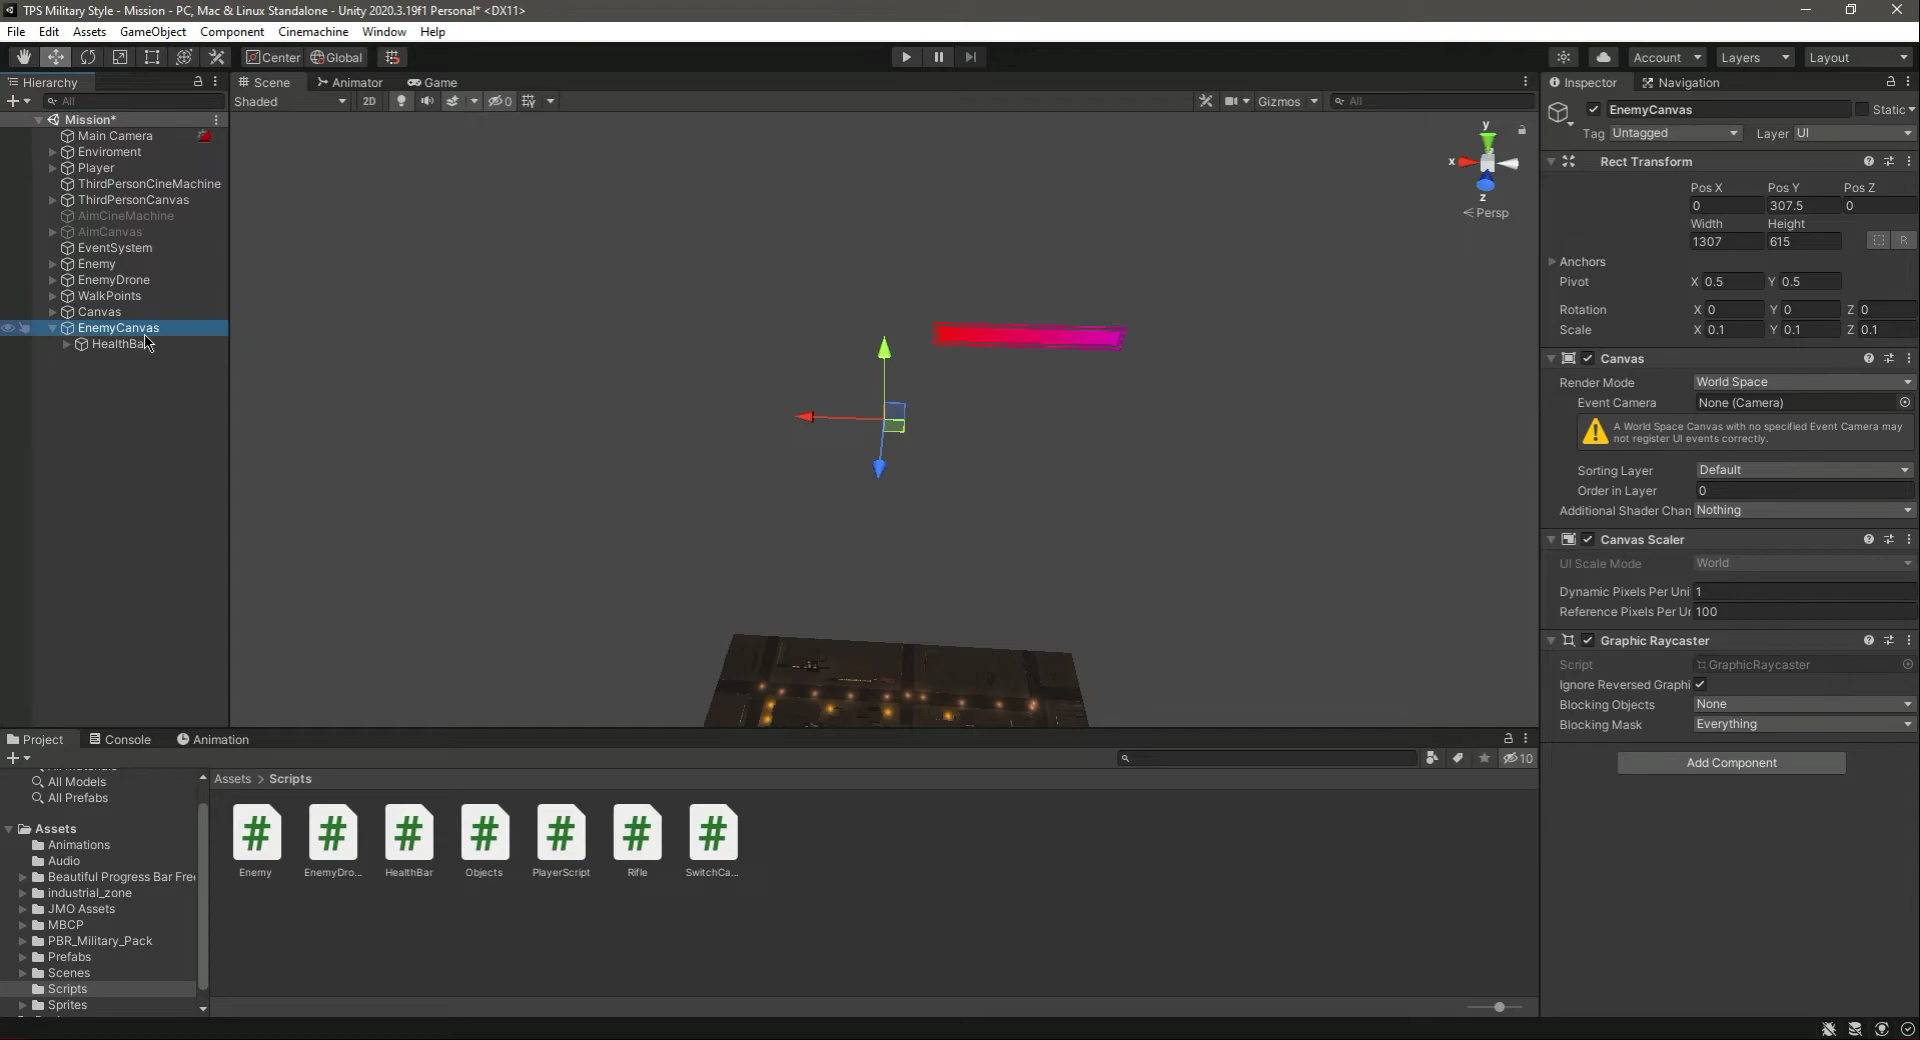 TPS Military Style - Mission - PC, Mac & Linux Standalone - Unity 2020.3.19f1 Personal* <DX11>
File Edit Assets GameObject Component Cinemachine Window Help
Center Global Account Layers Layout
Hierarchy
All
Mission*
Main Camera
Enviroment
Player
ThirdPersonCineMachine
ThirdPersonCanvas
AimCineMachine
AimCanvas
EventSystem
Enemy
EnemyDrone
WalkPoints
Canvas
EnemyCanvas
HealthBa
Scene Animator Game
Shaded 2D 0 Gizmos All
y
x
z
Persp
Inspector Navigation
EnemyCanvas Static
Tag Untagged Layer UI
Rect Transform
Pos X Pos Y Pos Z
0 307.5 0
Width Height
1307 615 R
Anchors
Pivot X 0.5 Y 0.5
Rotation X 0 Y 0 Z 0
Scale X 0.1 Y 0.1 Z 0.1
Canvas
Render Mode World Space
Event Camera None (Camera)
A World Space Canvas with no specified Event Camera may
not register UI events correctly.
Sorting Layer Default
Order in Layer 0
Additional Shader Chan Nothing
Canvas Scaler
UI Scale Mode World
Dynamic Pixels Per Uni 1
Reference Pixels Per Ur 100
Graphic Raycaster
Script GraphicRaycaster
Ignore Reversed Graphi
Blocking Objects None
Blocking Mask Everything
Add Component
Project Console Animation
10
All Models
All Prefabs
Assets
Animations
Audio
Beautiful Progress Bar Free
industrial_zone
JMO Assets
MBCP
PBR_Military_Pack
Prefabs
Scenes
Scripts
Sprites
Assets > Scripts
# # # # # # #
Enemy EnemyDro... HealthBar Objects PlayerScript Rifle SwitchCa...